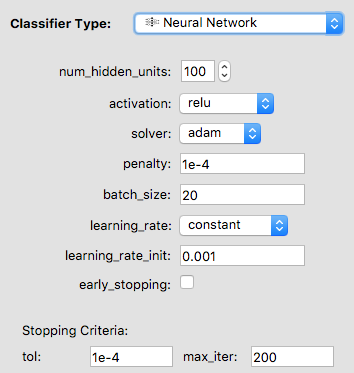 Classifier Type: Neural Network
num_hidden_units: 100
activation: relu
solver: adam
penalty: 1e-4
batch_size: 20
learning_rate: constant
learning_rate_init: 0.001
early_stopping:
Stopping Criteria:
tol: 1e-4 max_iter: 200